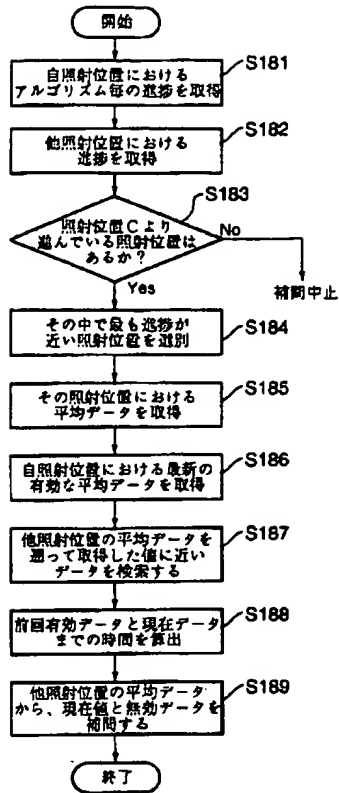 開始
自照射位置における
アルゴリズム毎の進捗を取得
S181
他照射位置における
進捗を取得
S182
照射位置Cより
進んでいる照射位置は
あるか?
S183
No
補間中止
Yes
その中で最も進捗が
近い照射位置を選別
S184
その照射位置における
平均データを取得
S185
自照射位置における最新の
有効な平均データを取得
S186
他照射位置の平均データを
遡って取得した値に近い
データを検索する
S187
前回有効データと現在データ
までの時間を算出
S188
他照射位置の平均データ
から、現在値と無効データを
補間する
S189
終了